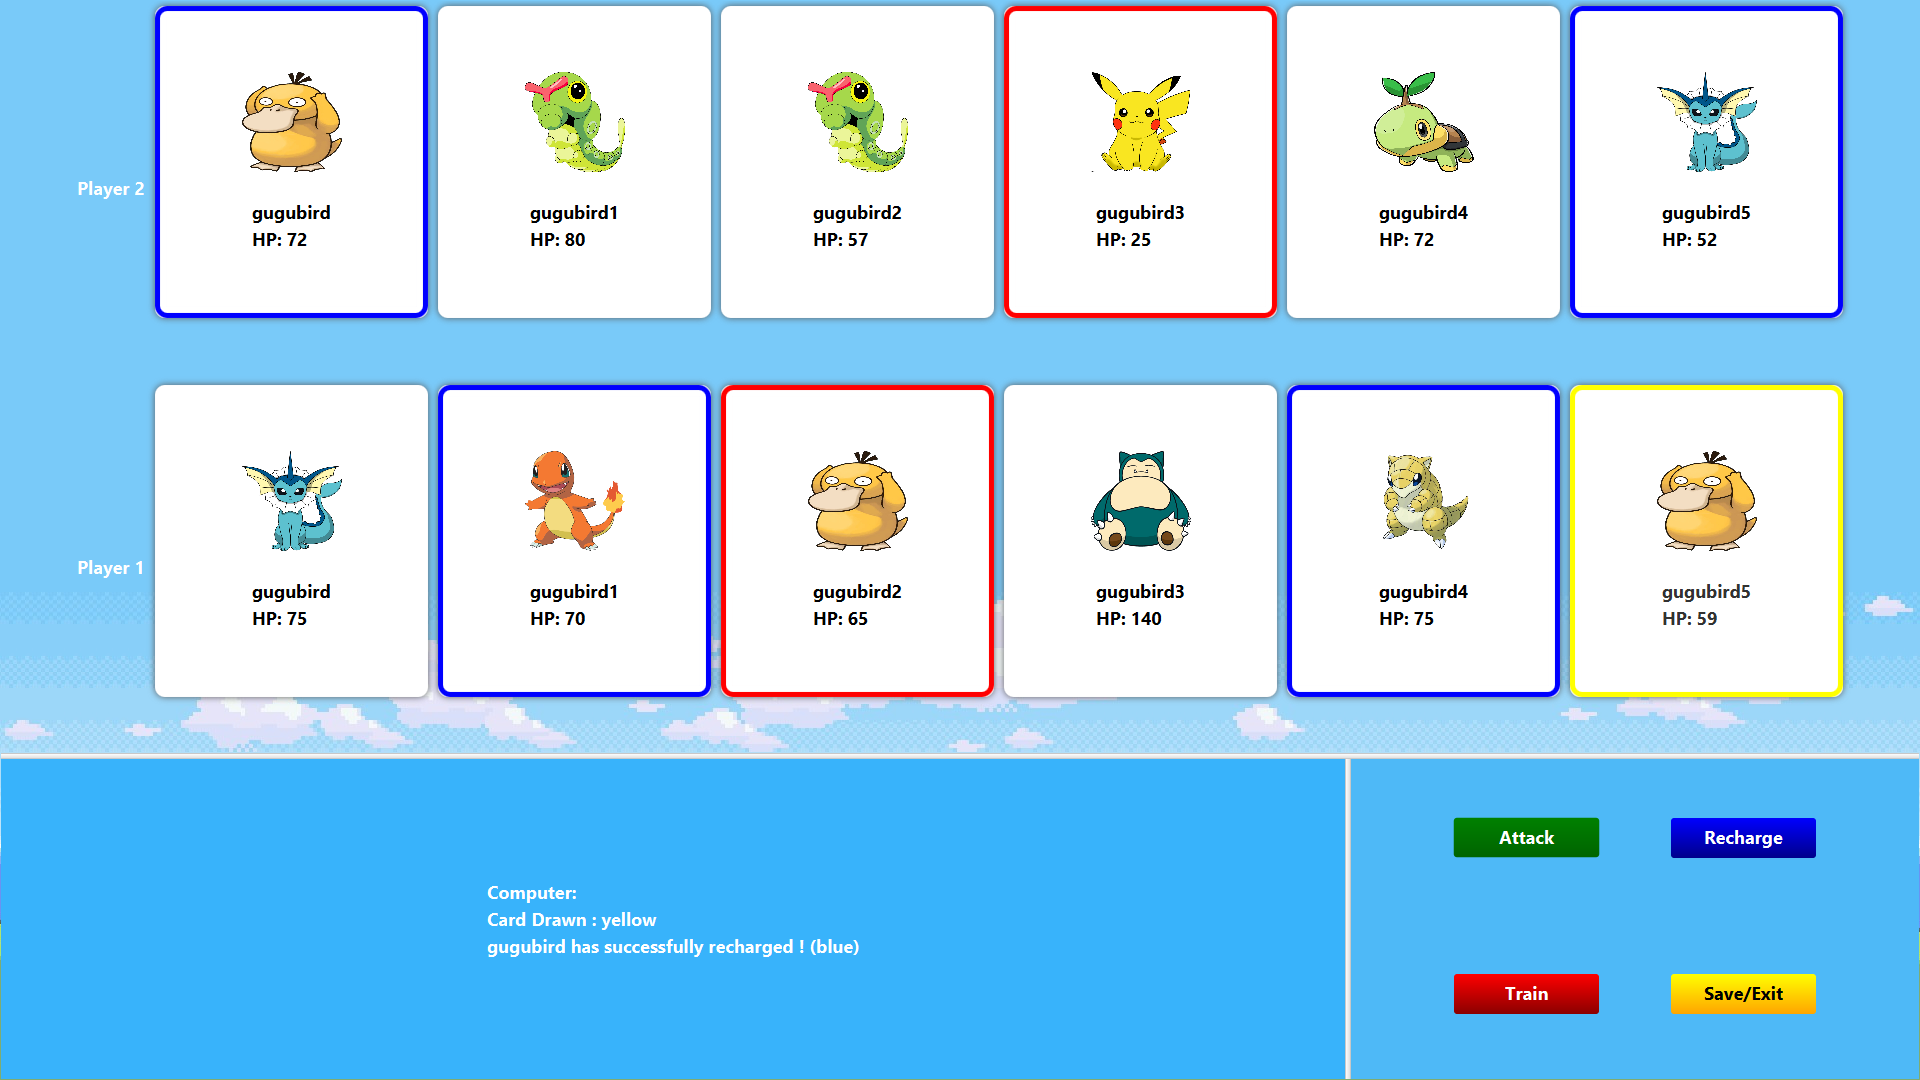 Player 2
gugubird
HP: 72
gugubird1
HP: 80
gugubird2
HP: 57
gugubird3
HP: 25
gugubird4
HP: 72
gugubird5
HP: 52
Player 1
gugubird
HP: 75
gugubird1
HP: 70
gugubird2
HP: 65
gugubird3
HP: 140
gugubird4
HP: 75
gugubird5
HP: 59
Computer:
Card Drawn : yellow
gugubird has successfully recharged ! (blue)
Attack
Recharge
Train
Save/Exit